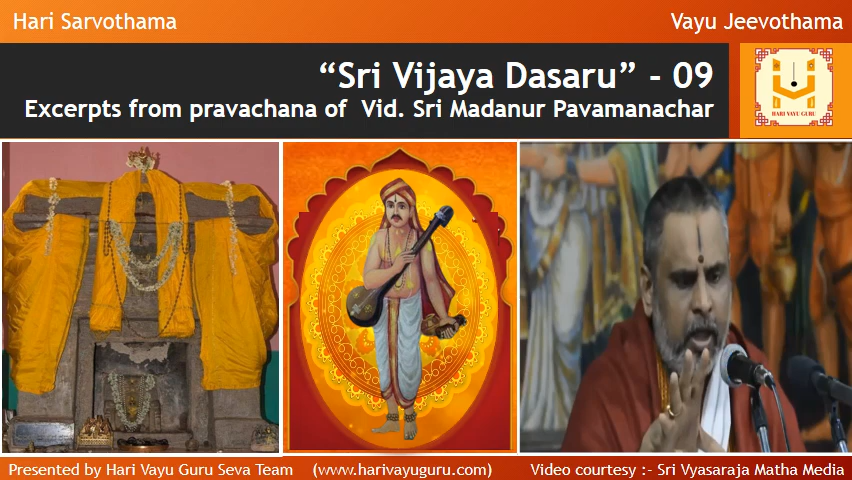 Hari Sarvothama
Vayu Jeevothama
“Sri Vijaya Dasaru” - 09
Excerpts from pravachana of  Vid. Sri Madanur Pavamanachar
HARI VAYU GURU
Presented by Hari Vayu Guru Seva Team    (www.harivayuguru.com)
Video courtesy :- Sri Vyasaraja Matha Media